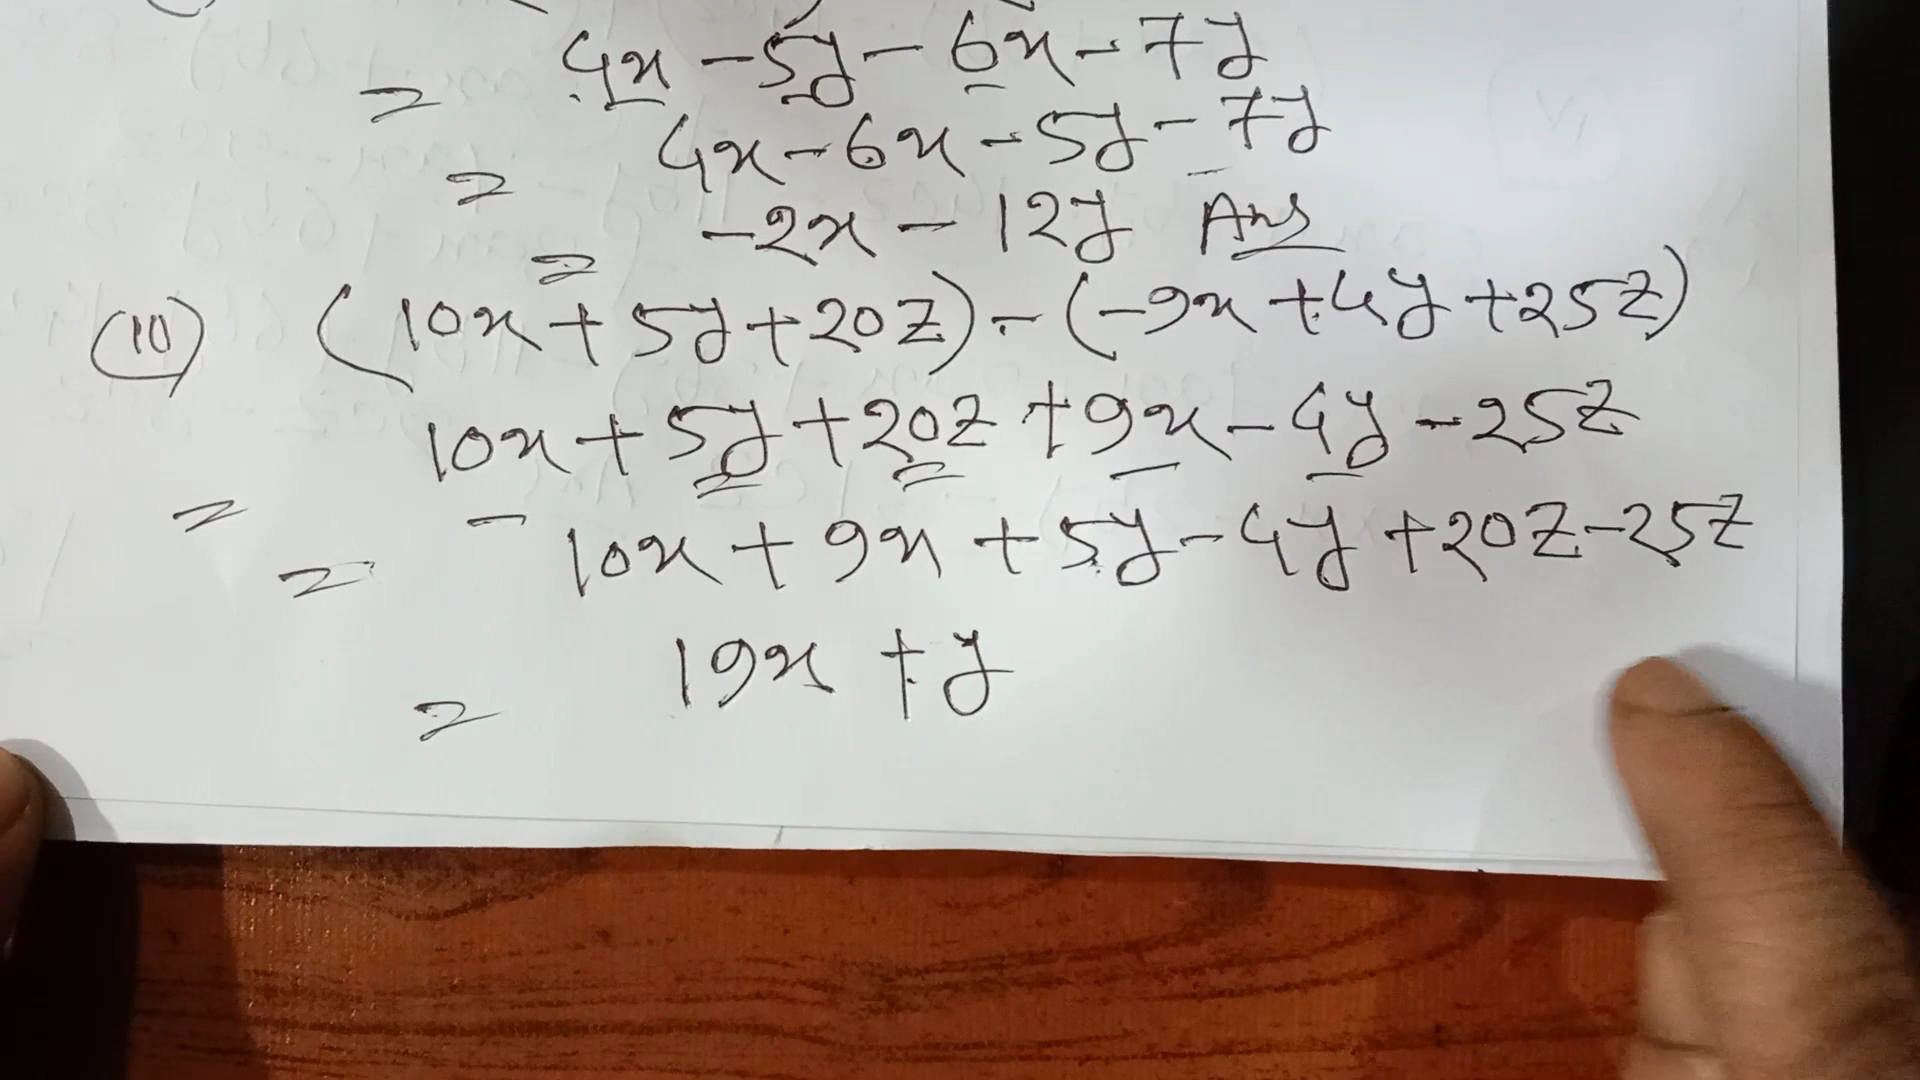 4x - 5y - 6x - 7y
= 4x - 6x - 5y - 7y
= -2x - 12y Ans
=
(ii) (10x + 5y + 20z) - (-9x + 4y + 25z)
10x + 5y + 20z + 9x - 4y - 25z
= 10x + 9x + 5y - 4y + 20z - 25z
= 19x + y